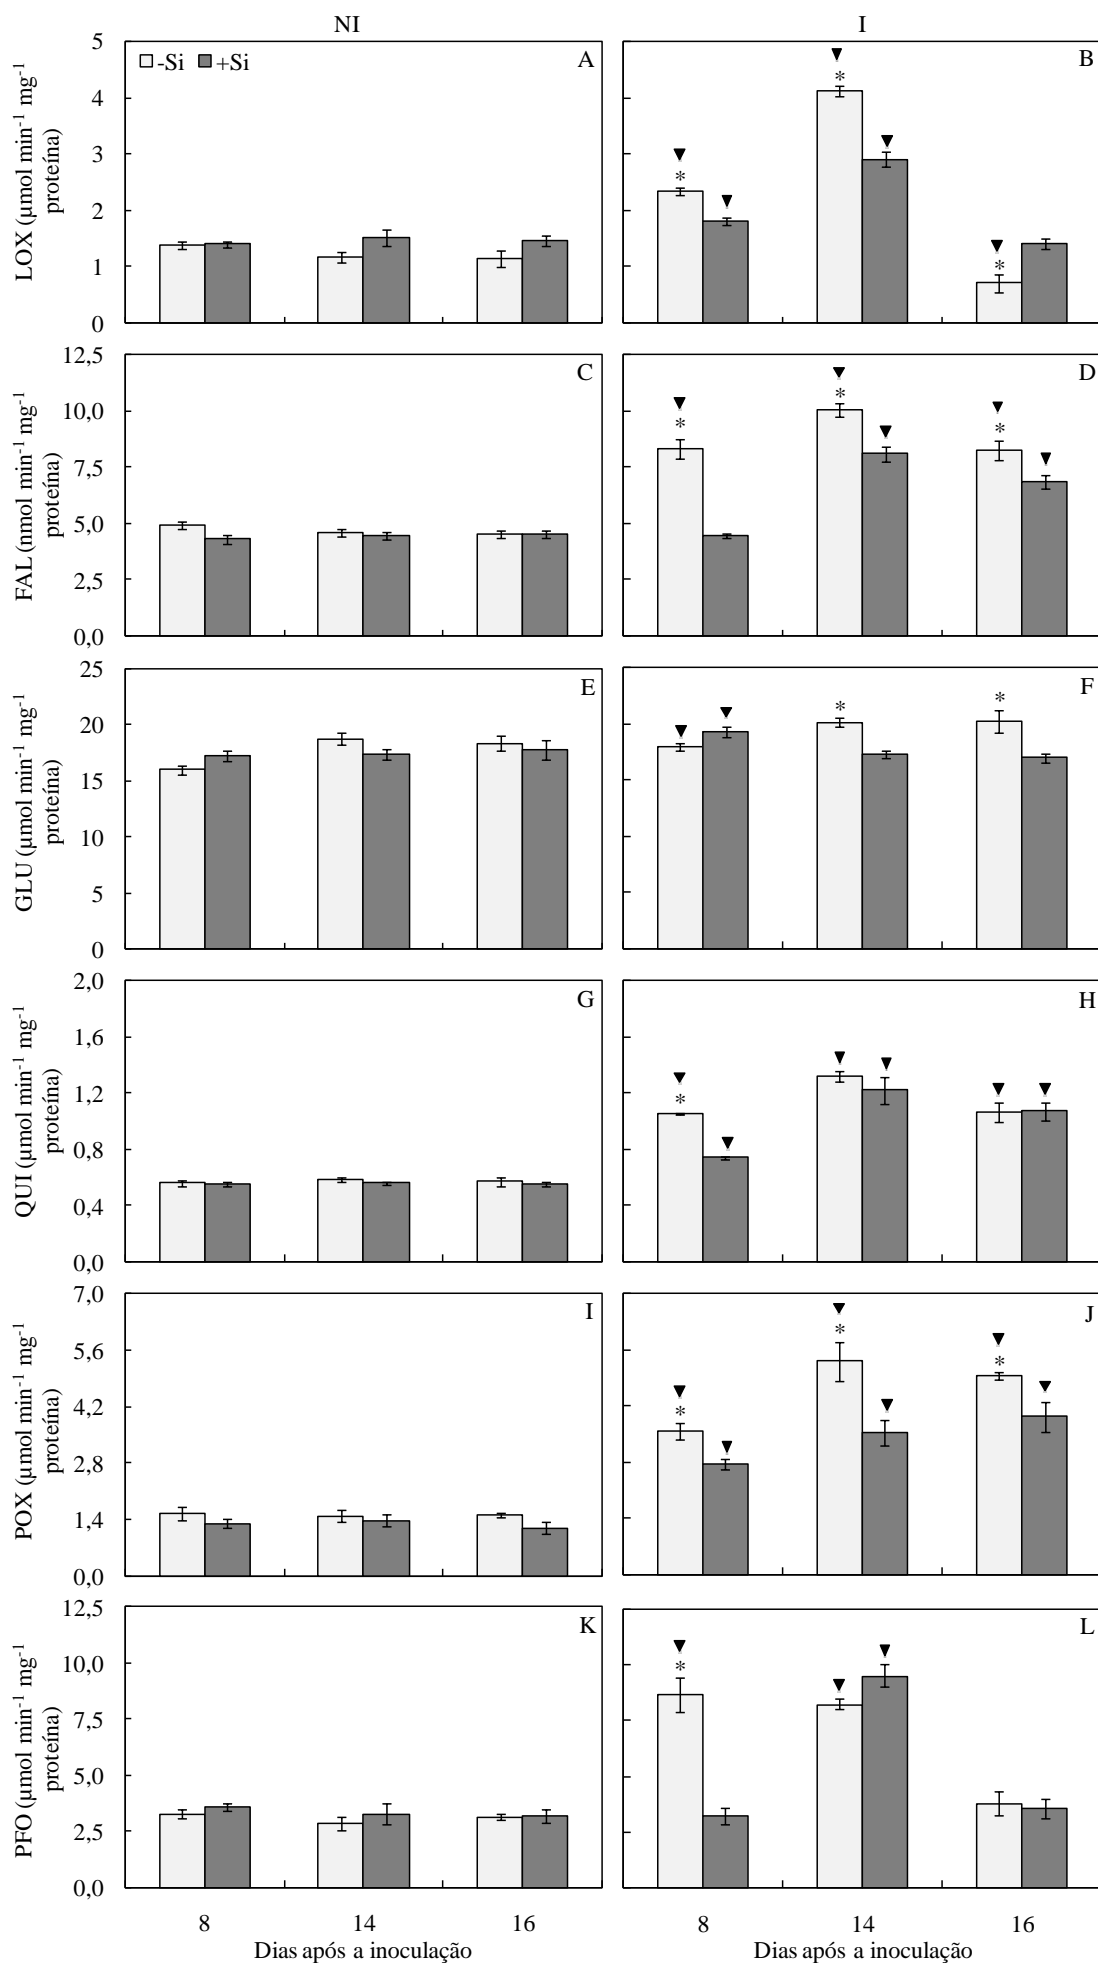 NI I
-Si +Si A B
LOX (µmol min⁻¹ mg⁻¹
proteína)
5
4
3
2
1
0
C D
FAL (nmol min⁻¹ mg⁻¹
proteína)
12,5
10,0
7,5
5,0
2,5
0,0
E F
GLU (µmol min⁻¹ mg⁻¹
proteína)
25
20
15
10
5
0
G H
QUI (µmol min⁻¹ mg⁻¹
proteína)
2,0
1,6
1,2
0,8
0,4
0,0
I J
POX (µmol min⁻¹ mg⁻¹
proteína)
7,0
5,6
4,2
2,8
1,4
0,0
K L
PFO (µmol min⁻¹ mg⁻¹
proteína)
12,5
10,0
7,5
5,0
2,5
0,0
8 14 16 8 14 16
Dias após a inoculação Dias após a inoculação